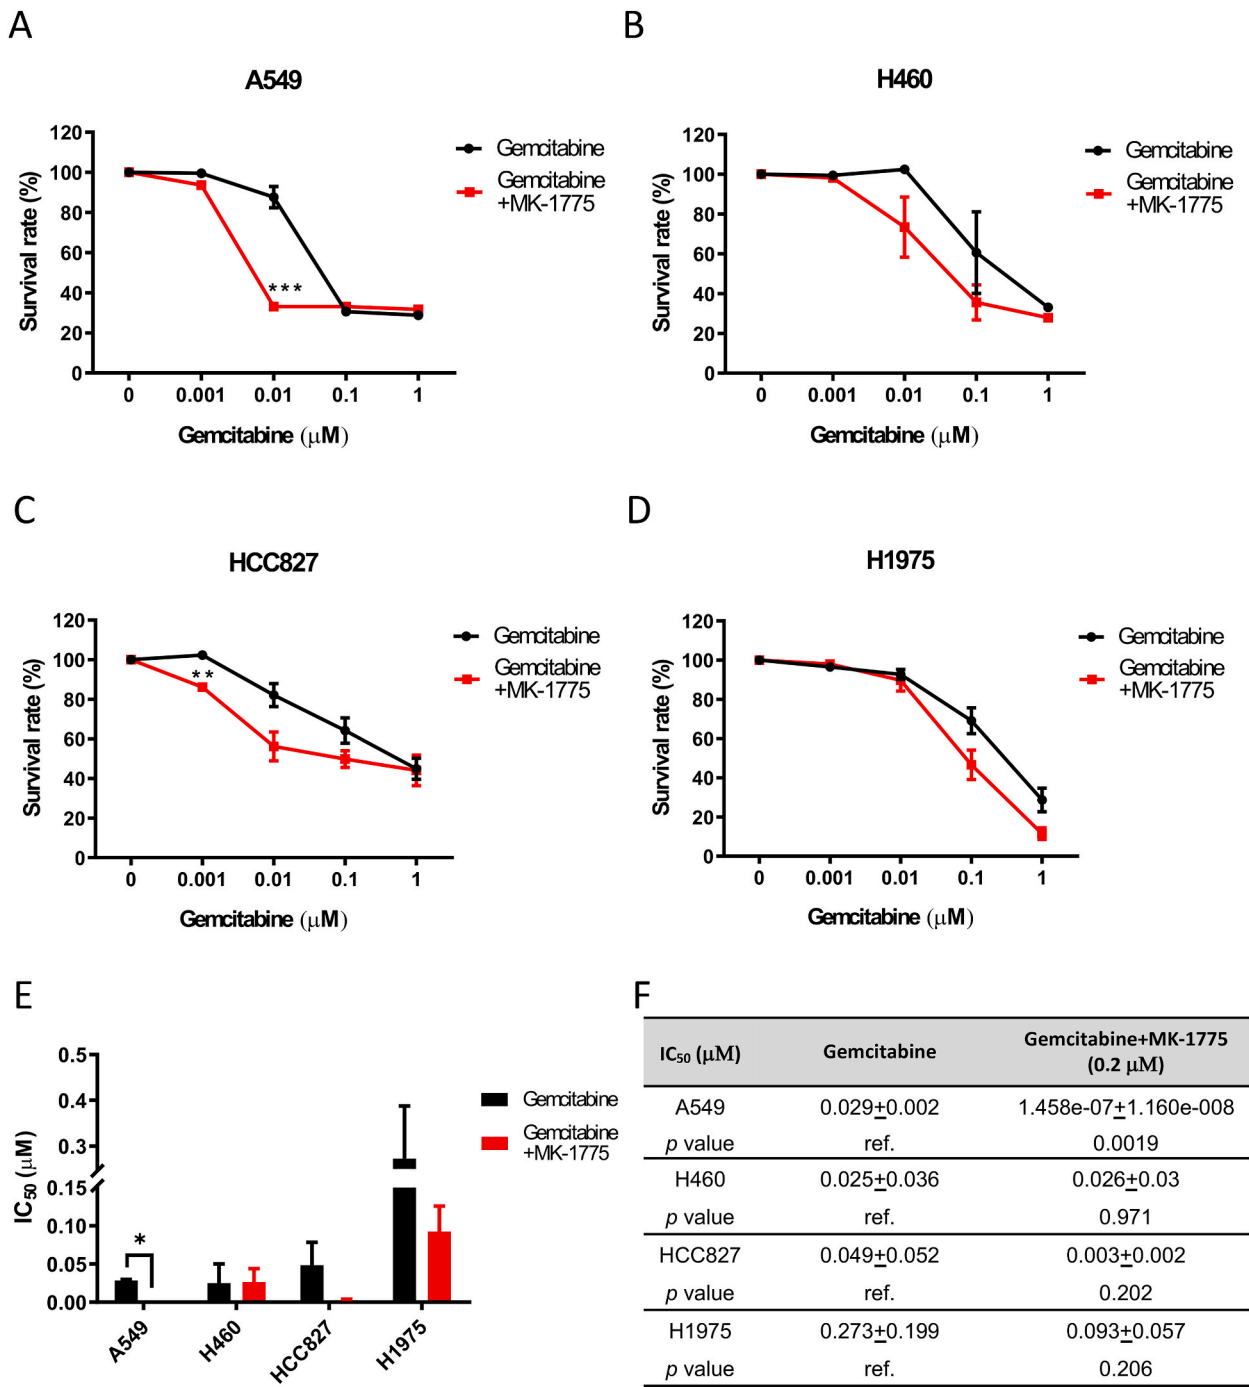 A
A549
120
100
80
60
40
20
0
Survival rate (%)
***
0 0.001 0.01 0.1 1
Gemcitabine (μM)
Gemcitabine
Gemcitabine
+MK-1775
B
H460
120
100
80
60
40
20
0
Survival rate (%)
0 0.001 0.01 0.1 1
Gemcitabine (μM)
Gemcitabine
Gemcitabine
+MK-1775
C
HCC827
120
100
80
60
40
20
0
Survival rate (%)
**
0 0.001 0.01 0.1 1
Gemcitabine (μM)
Gemcitabine
Gemcitabine
+MK-1775
D
H1975
120
100
80
60
40
20
0
Survival rate (%)
0 0.001 0.01 0.1 1
Gemcitabine (μM)
Gemcitabine
Gemcitabine
+MK-1775
E
0.5
0.4
0.3
0.15
0.10
0.05
0.00
IC50 (μM)
*
A549 H460 HCC827 H1975
Gemcitabine
Gemcitabine
+MK-1775
F
IC50 (μM) Gemcitabine Gemcitabine+MK-1775
(0.2 μM)
A549 0.029±0.002 1.458e-07±1.160e-008
p value ref. 0.0019
H460 0.025±0.036 0.026±0.03
p value ref. 0.971
HCC827 0.049±0.052 0.003±0.002
p value ref. 0.202
H1975 0.273±0.199 0.093±0.057
p value ref. 0.206